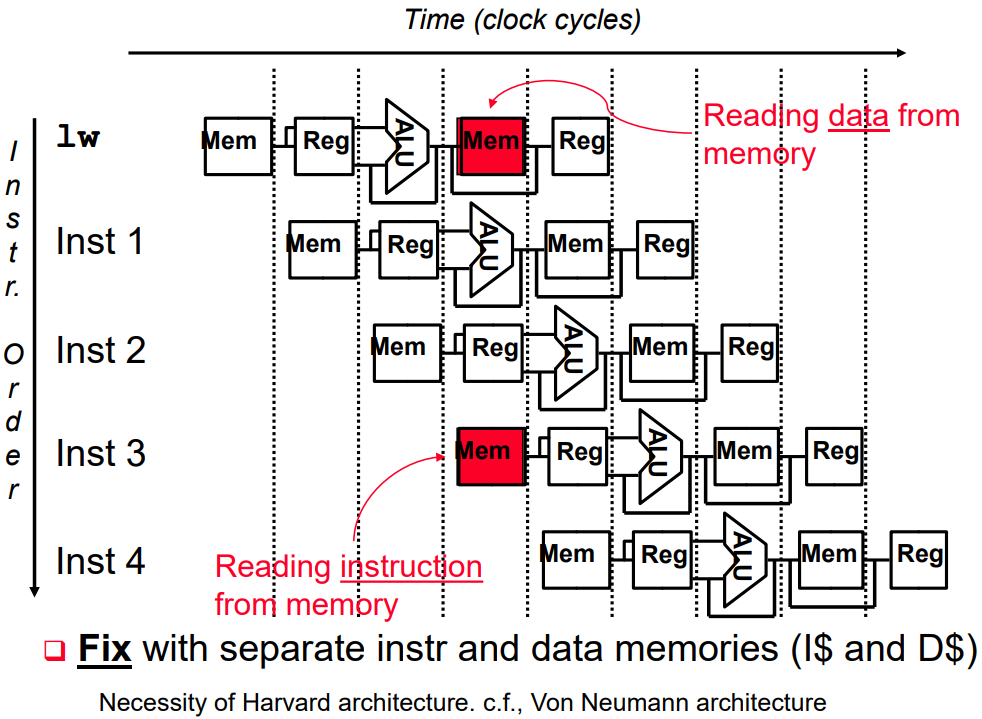 Time (clock cycles)
Instr. Order
lw
Mem
Reg
ALU
Mem
Reg
Reading data from
memory
Inst 1
Mem
Reg
ALU
Mem
Reg
Inst 2
Mem
Reg
ALU
Mem
Reg
Inst 3
Mem
Reg
ALU
Mem
Reg
Inst 4
Mem
Reg
ALU
Mem
Reg
Reading instruction
from memory
Fix with separate instr and data memories (I$ and D$)
Necessity of Harvard architecture. c.f., Von Neumann architecture